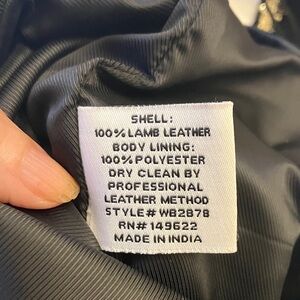 SHELL:
100% LAMB LEATHER
BODY LINING:
100% POLYESTER
DRY CLEAN BY
PROFESSIONAL
LEATHER METHOD
STYLE# WB2878
RN# 149622
MADE IN INDIA